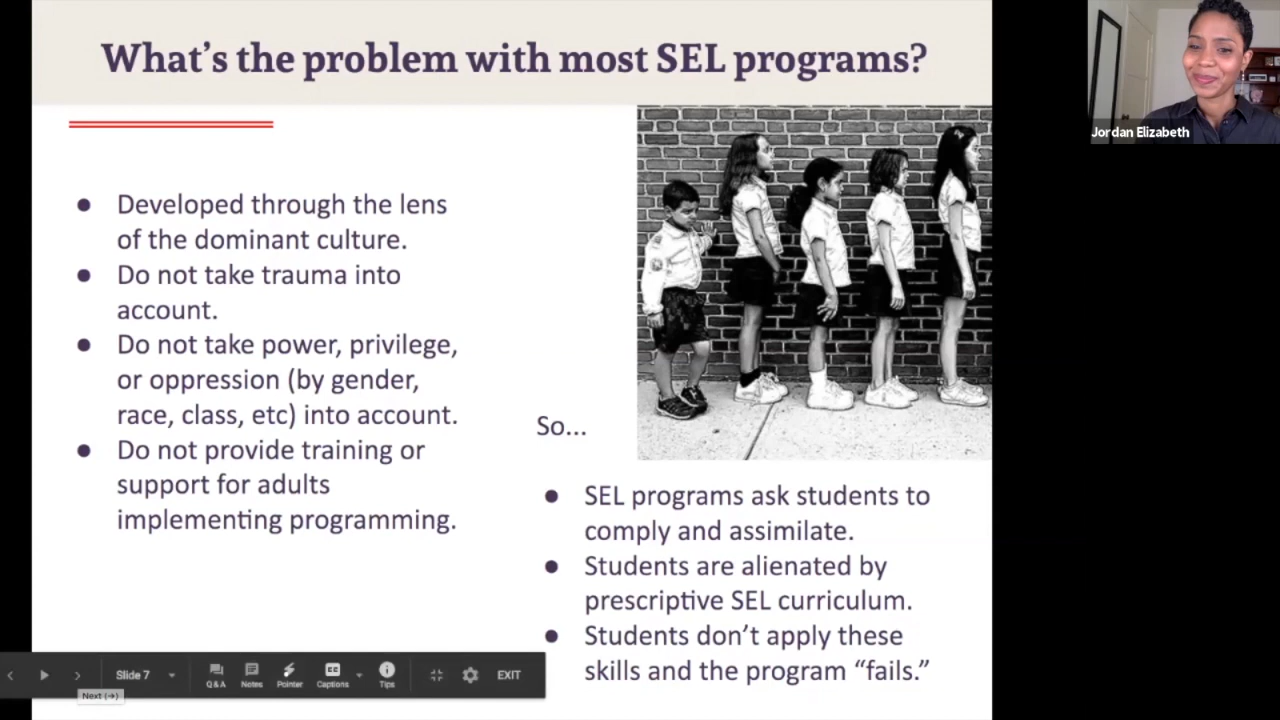 What's the problem with most SEL programs?
Jordan Elizabeth
● Developed through the lens
of the dominant culture.
● Do not take trauma into
account.
● Do not take power, privilege,
or oppression (by gender,
race, class, etc) into account.
● Do not provide training or
support for adults
implementing programming.
So...
● SEL programs ask students to
comply and assimilate.
● Students are alienated by
prescriptive SEL curriculum.
● Students don't apply these
skills and the program “fails.”
Slide 7
Q&A
Notes
Pointer
Captions
Tips
EXIT
Next (→)